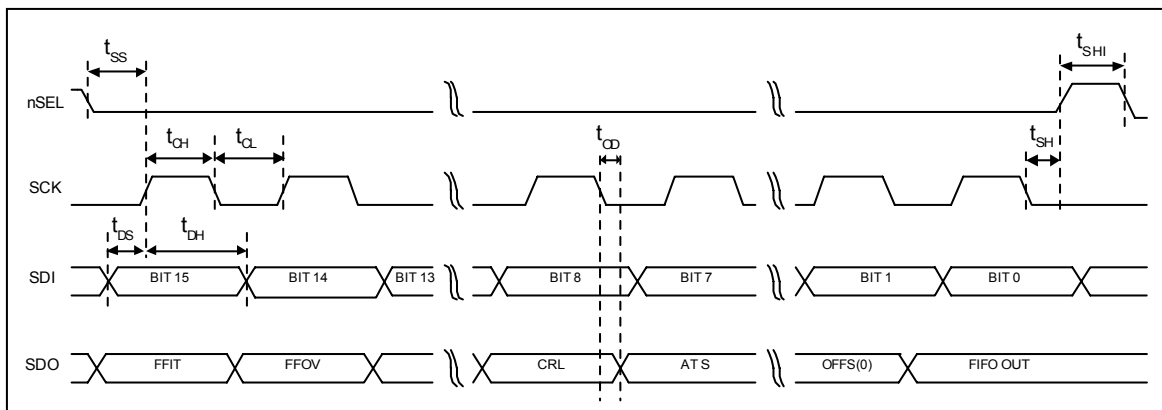 tSS
tSHI
nSEL
tCH
tCL
tOD
tSH
SCK
tDS
tDH
SDI
BIT 15
BIT 14
BIT 13
BIT 8
BIT 7
BIT 1
BIT 0
SDO
FFIT
FFOV
CRL
ATS
OFFS(0)
FIFO OUT